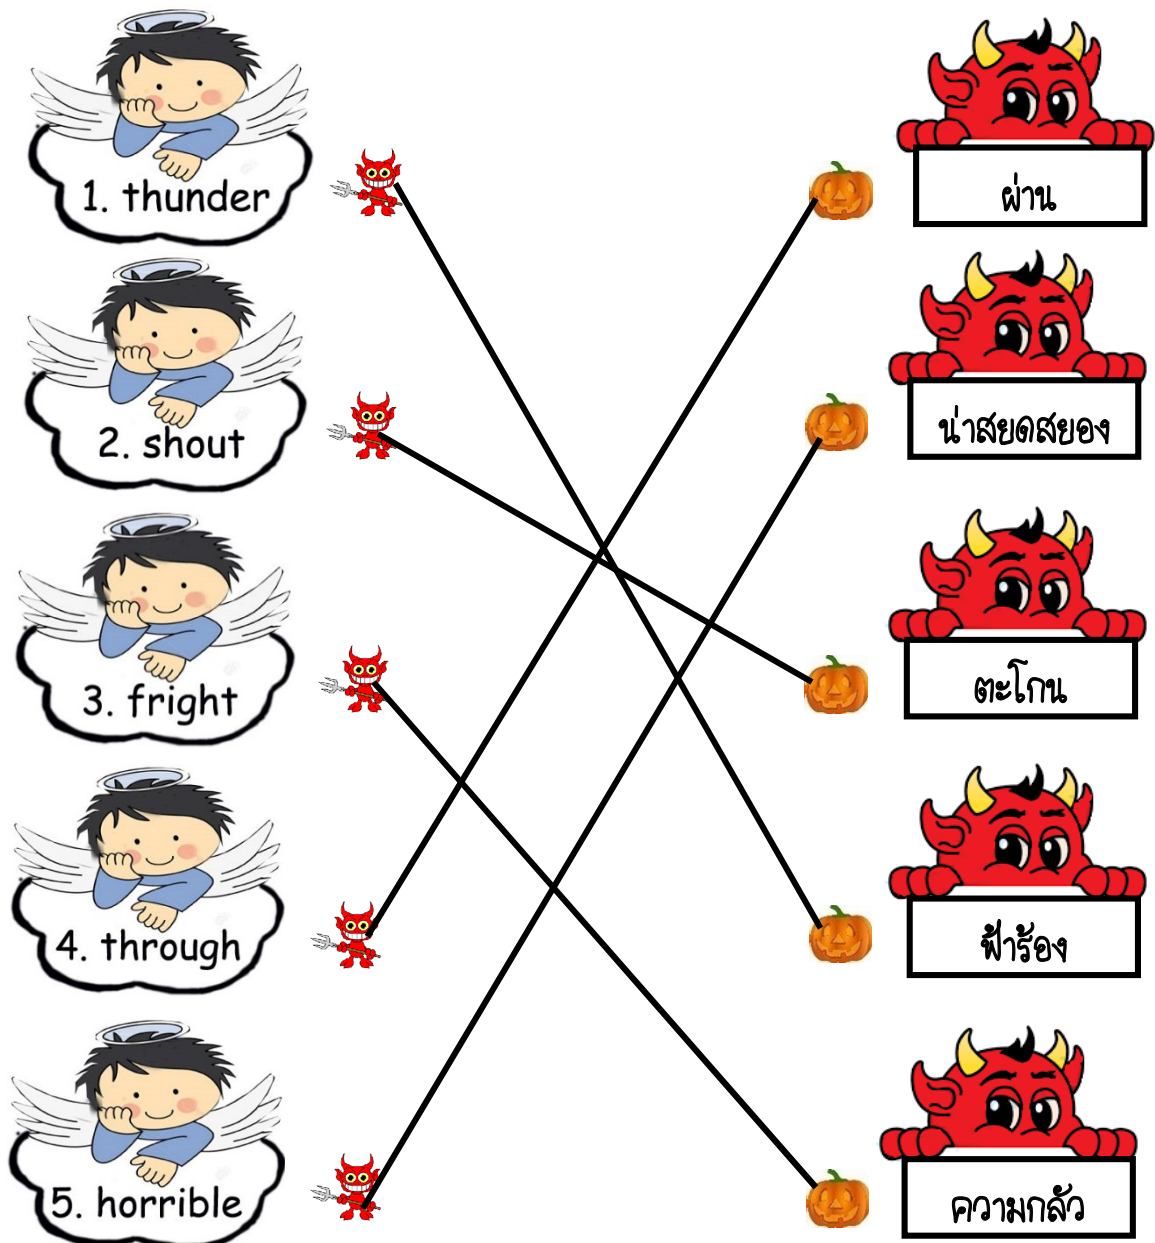 1. thunder
ผ่าน
2. shout
น่าสยดสยอง
3. fright
ตะโกน
4. through
ฟ้าร้อง
5. horrible
ความกลัว